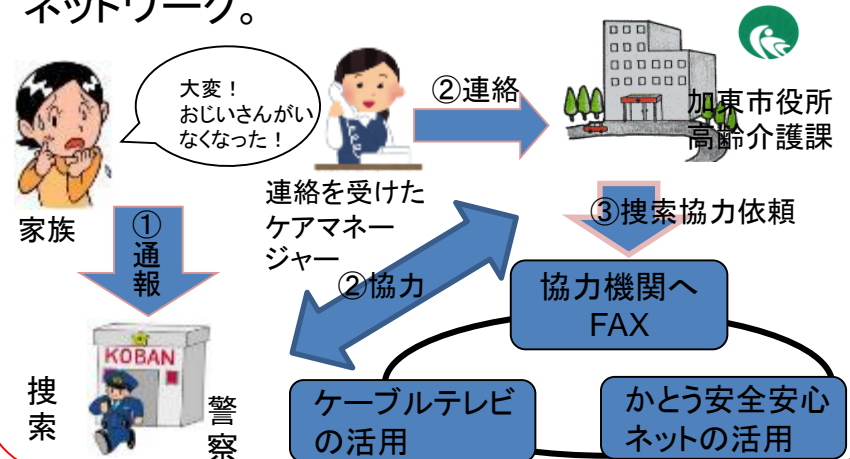 ネットワーク。
大変！
おじいさんがい
なくなった！
②連絡
加東市役所
高齢介護課
連絡を受けた
ケアマネー
ジャー
家族
①
通
報
③捜索協力依頼
②協力
協力機関へ
FAX
KOBAN
捜
索
警
察
ケーブルテレビ
の活用
かとう安全安心
ネットの活用